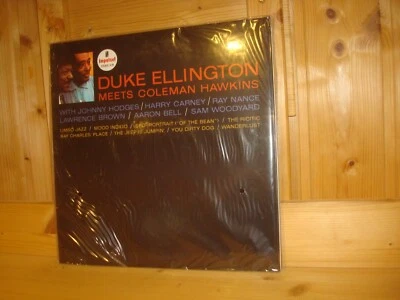 impulse!
DUKE ELLINGTON
MEETS COLEMAN HAWKINS
WITH JOHNNY HODGES / HARRY CARNEY / RAY NANCE
LAWRENCE BROWN / AARON BELL / SAM WOODYARD
LIMBO JAZZ / MOOD INDIGO / SELF PORTRAIT ("OF THE BEAN") / THE RICITIC
RAY CHARLES PLACE / THE JEEP IS JUMPIN' / YOU DIRTY DOG / WANDERLUST